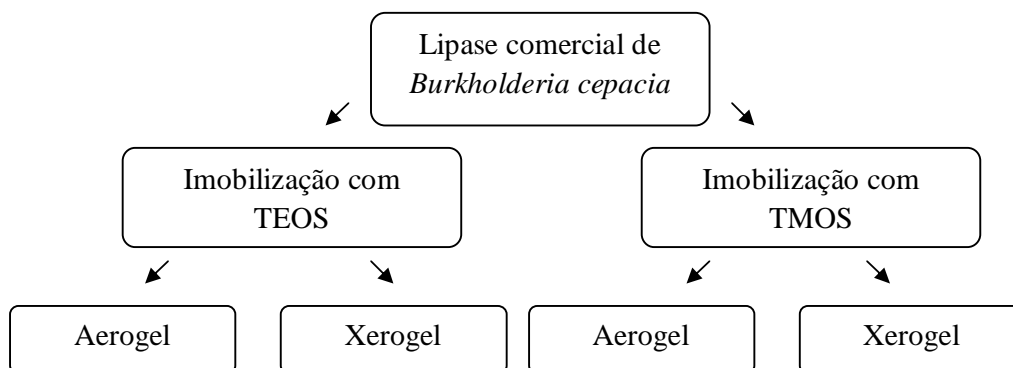 Lipase comercial de
Burkholderia cepacia
Imobilização com
TEOS
Imobilização com
TMOS
Aerogel
Xerogel
Aerogel
Xerogel